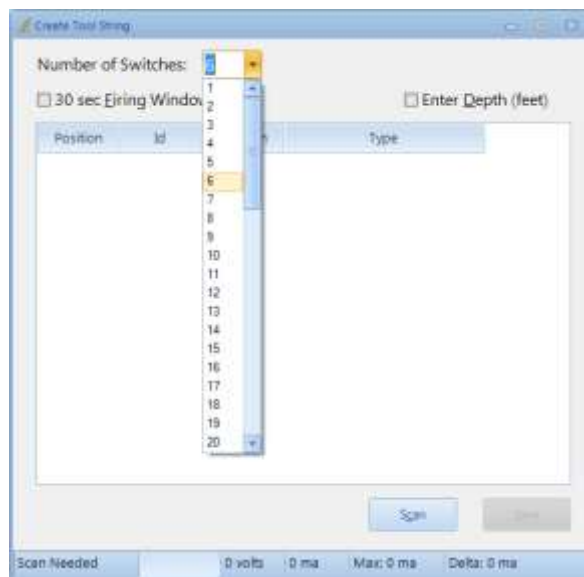 Create Tool String
Number of Switches: 6
30 sec Firing Window
Enter Depth (feet)
Position Id Type
1
2
3
4
5
6
7
8
9
10
11
12
13
14
15
16
17
18
19
20
Scan
Scan Needed 0 volts 0 ma Max: 0 ma Delta: 0 ma